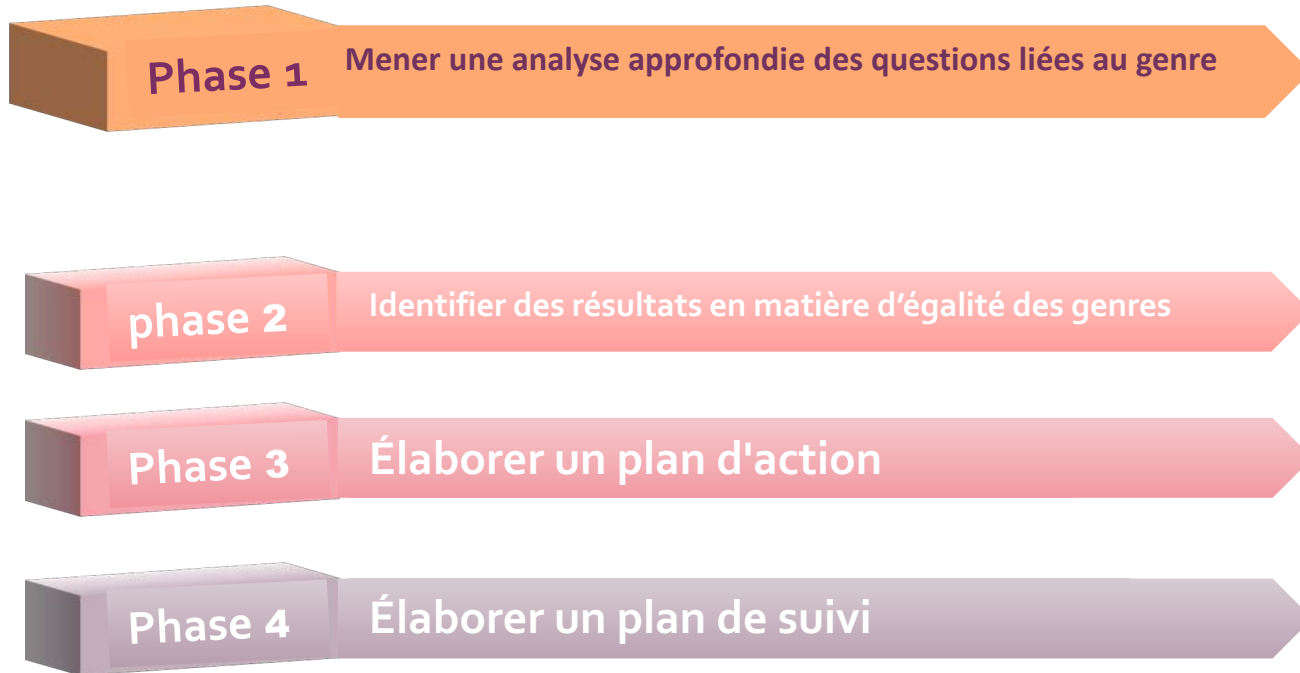 Phase 1
Mener une analyse approfondie des questions liées au genre
phase 2
Identifier des résultats en matière d’égalité des genres
Phase 3
Élaborer un plan d'action
Phase 4
Élaborer un plan de suivi